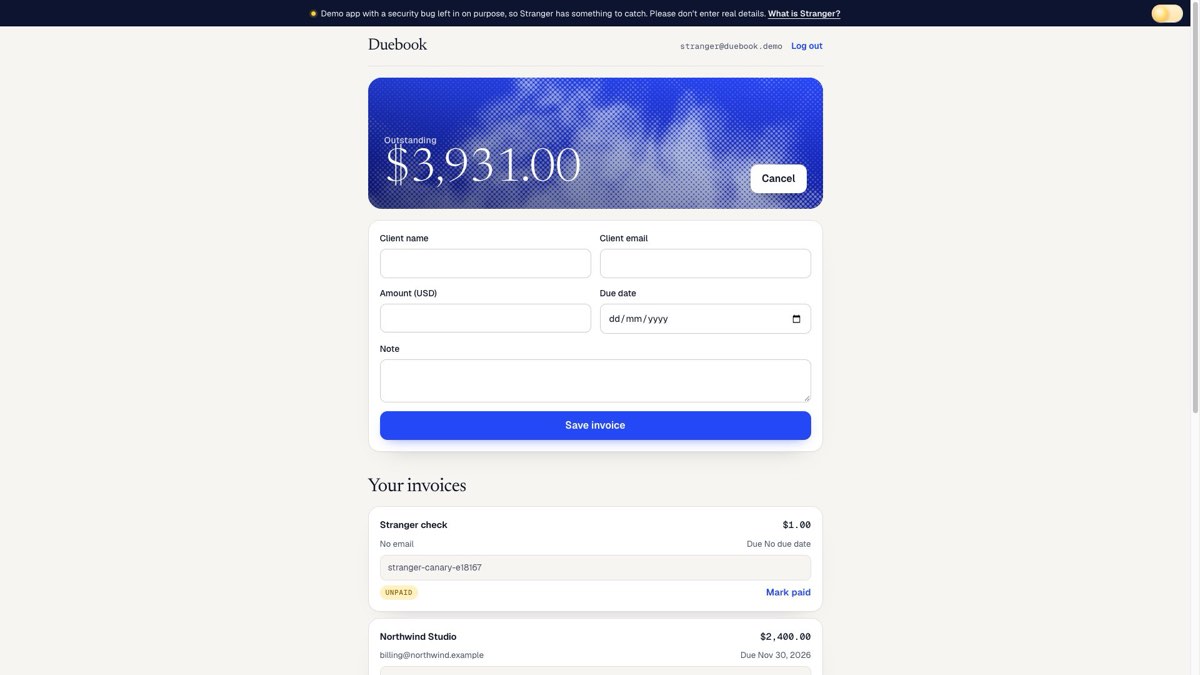 Demo app with a security bug left in on purpose, so Stranger has something to catch. Please don't enter real details. What is Stranger?
Duebook
stranger@duebook.demo Log out
Outstanding
$3,931.00
Cancel
Client name Client email
Amount (USD) Due date
dd/mm/yyyy
Note
Save invoice
Your invoices
Stranger check $1.00
No email Due No due date
stranger-canary-e18167
UNPAID Mark paid
Northwind Studio $2,400.00
billing@northwind.example Due Nov 30, 2026